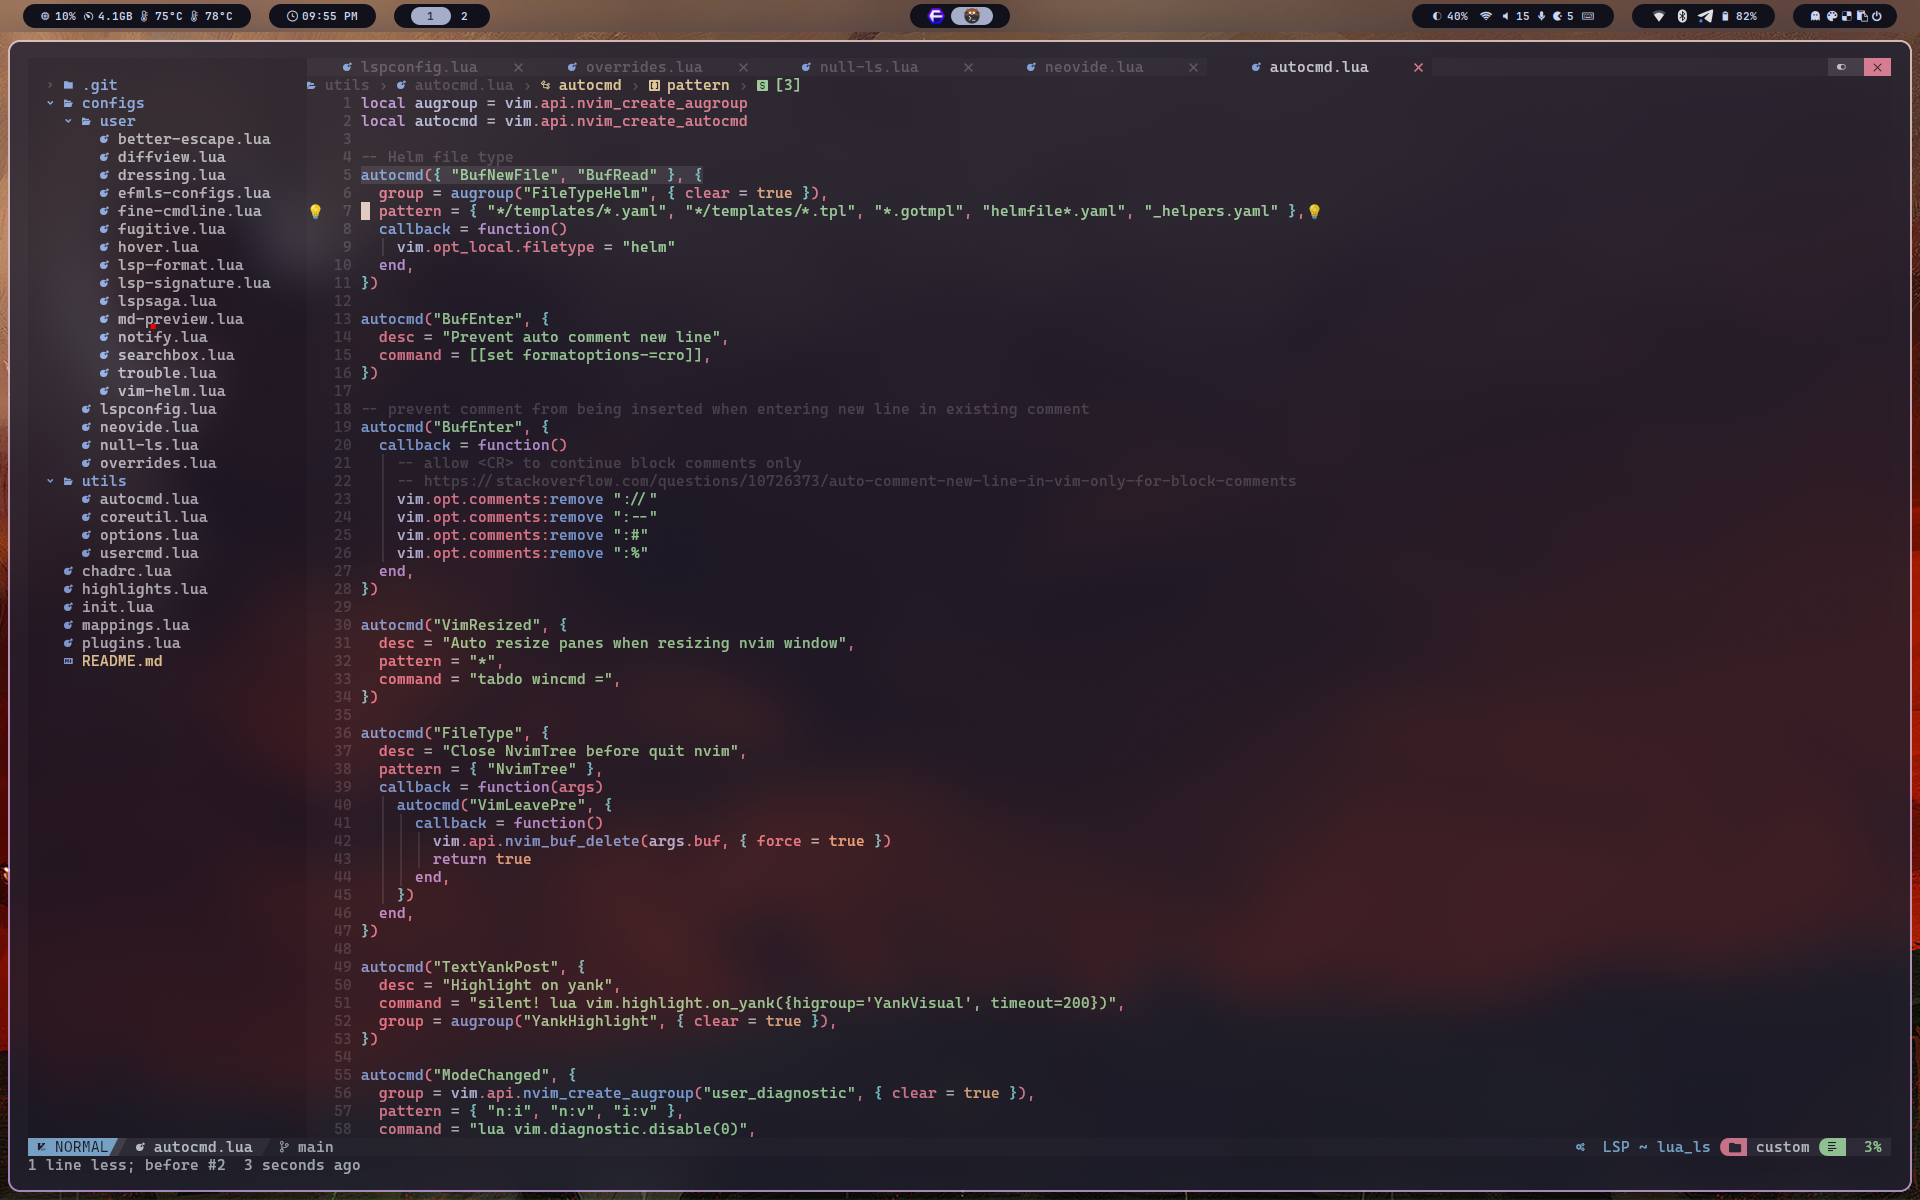 10% 4.1GB 75°C 78°C 09:55 PM 1 2 40% 15 5 82%
lspconfig.lua overrides.lua null-ls.lua neovide.lua autocmd.lua
utils › autocmd.lua › autocmd › pattern › [3]
.git
configs
user
better-escape.lua
diffview.lua
dressing.lua
efmls-configs.lua
fine-cmdline.lua
fugitive.lua
hover.lua
lsp-format.lua
lsp-signature.lua
lspsaga.lua
md-preview.lua
notify.lua
searchbox.lua
trouble.lua
vim-helm.lua
lspconfig.lua
neovide.lua
null-ls.lua
overrides.lua
utils
autocmd.lua
coreutil.lua
options.lua
usercmd.lua
chadrc.lua
highlights.lua
init.lua
mappings.lua
plugins.lua
README.md
1 local augroup = vim.api.nvim_create_augroup
2 local autocmd = vim.api.nvim_create_autocmd
3
4 -- Helm file type
5 autocmd({ "BufNewFile", "BufRead" }, {
6   group = augroup("FileTypeHelm", { clear = true }),
7   pattern = { "*/templates/*.yaml", "*/templates/*.tpl", "*.gotmpl", "helmfile*.yaml", "_helpers.yaml" },
8   callback = function()
9     vim.opt_local.filetype = "helm"
10   end,
11 })
12
13 autocmd("BufEnter", {
14   desc = "Prevent auto comment new line",
15   command = [[set formatoptions-=cro]],
16 })
17
18 -- prevent comment from being inserted when entering new line in existing comment
19 autocmd("BufEnter", {
20   callback = function()
21     -- allow <CR> to continue block comments only
22     -- https://stackoverflow.com/questions/10726373/auto-comment-new-line-in-vim-only-for-block-comments
23     vim.opt.comments:remove "://"
24     vim.opt.comments:remove ":--"
25     vim.opt.comments:remove ":#"
26     vim.opt.comments:remove ":%"
27   end,
28 })
29
30 autocmd("VimResized", {
31   desc = "Auto resize panes when resizing nvim window",
32   pattern = "*",
33   command = "tabdo wincmd =",
34 })
35
36 autocmd("FileType", {
37   desc = "Close NvimTree before quit nvim",
38   pattern = { "NvimTree" },
39   callback = function(args)
40     autocmd("VimLeavePre", {
41       callback = function()
42         vim.api.nvim_buf_delete(args.buf, { force = true })
43         return true
44       end,
45     })
46   end,
47 })
48
49 autocmd("TextYankPost", {
50   desc = "Highlight on yank",
51   command = "silent! lua vim.highlight.on_yank({higroup='YankVisual', timeout=200})",
52   group = augroup("YankHighlight", { clear = true }),
53 })
54
55 autocmd("ModeChanged", {
56   group = vim.api.nvim_create_augroup("user_diagnostic", { clear = true }),
57   pattern = { "n:i", "n:v", "i:v" },
58   command = "lua vim.diagnostic.disable(0)",
NORMAL autocmd.lua main LSP ~ lua_ls custom 3%
1 line less; before #2  3 seconds ago